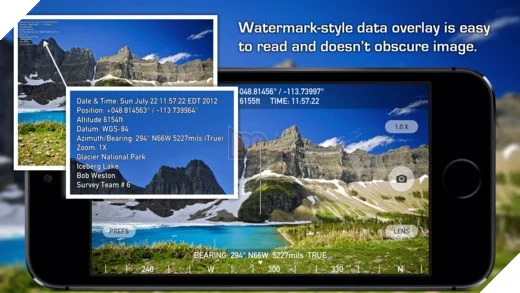 Watermark-style data overlay is easy
to read and doesn't obscure image.
Date & Time: Sun July 22 11:57:22 EDT 2012
Position: +048.814563° / -113.739964°
Altitude 6154ft
Datum: WGS-84
Azimuth/Bearing: 294° N66W 5227mils (True)
Zoom: 1X
Glacier National Park
Iceberg Lake
Bob Weston
Survey Team # 6
048.81456° / -113.73997°
6155ft TIME: 11:57:22
1.0 X
PREFS
LENS
BEARING: 294° N66W 5227mils TRUE
240 W 300 330 N